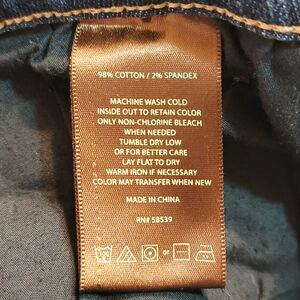 98% COTTON / 2% SPANDEX
MACHINE WASH COLD
INSIDE OUT TO RETAIN COLOR
ONLY NON-CHLORINE BLEACH
WHEN NEEDED
TUMBLE DRY LOW
OR FOR BETTER CARE
LAY FLAT TO DRY
WARM IRON IF NECESSARY
COLOR MAY TRANSFER WHEN NEW
MADE IN CHINA
RN# 58539
or